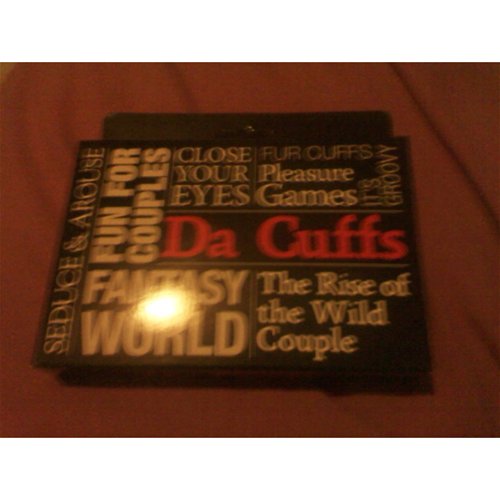 SEDUCE & AROUSE
FUN FOR
COUPLES
CLOSE
YOUR
EYES
FUR CUFFS
Pleasure
Games
IT'S
GROOVY
Da Cuffs
FANTASY
WORLD
The Rise of
the Wild
Couple